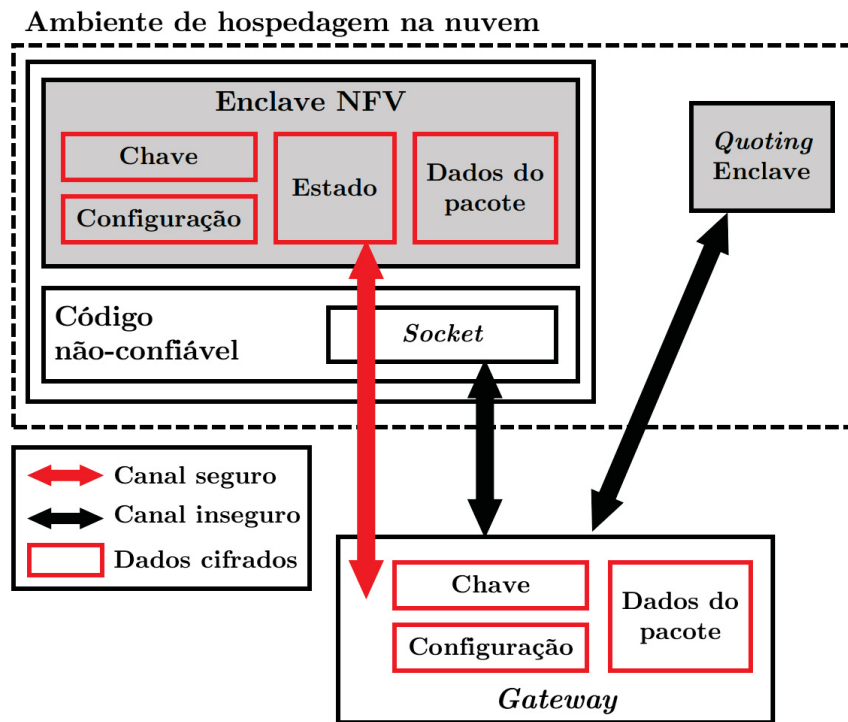 Ambiente de hospedagem na nuvem
Enclave NFV
Chave
Configuração
Estado
Dados do
pacote
Quoting
Enclave
Código
não-confiável
Socket
Canal seguro
Canal inseguro
Dados cifrados
Chave
Configuração
Dados do
pacote
Gateway